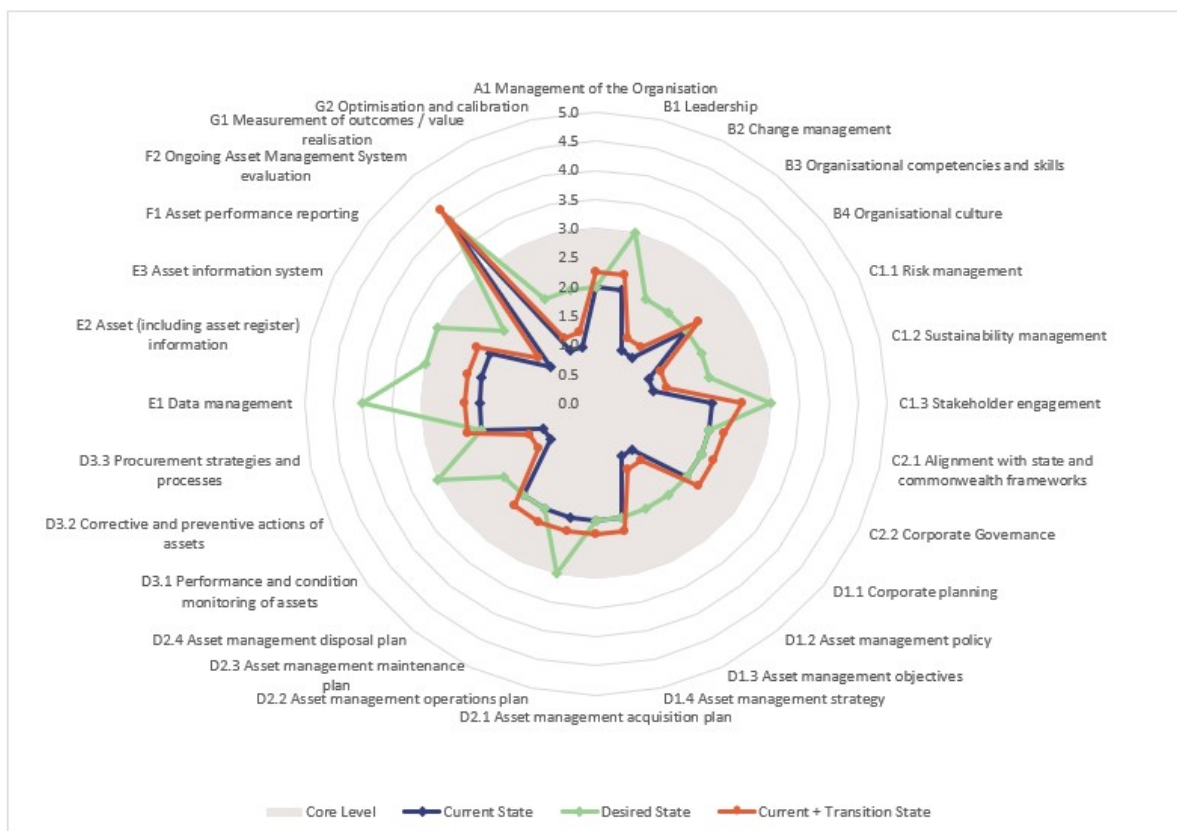 A1 Management of the Organisation
G2 Optimisation and calibration
B1 Leadership
G1 Measurement of outcomes / value
realisation
B2 Change management
F2 Ongoing Asset Management System
evaluation
B3 Organisational competencies and skills
F1 Asset performance reporting
B4 Organisational culture
E3 Asset information system
C1.1 Risk management
E2 Asset (including asset register)
information
C1.2 Sustainability management
E1 Data management
C1.3 Stakeholder engagement
D3.3 Procurement strategies and
processes
C2.1 Alignment with state and
commonwealth frameworks
D3.2 Corrective and preventive actions of
assets
C2.2 Corporate Governance
D3.1 Performance and condition
monitoring of assets
D1.1 Corporate planning
D2.4 Asset management disposal plan
D1.2 Asset management policy
D2.3 Asset management maintenance
plan
D1.3 Asset management objectives
D2.2 Asset management operations plan
D1.4 Asset management strategy
D2.1 Asset management acquisition plan
5.0
4.5
4.0
3.5
3.0
2.5
2.0
1.5
1.0
0.5
0.0
Core Level
Current State
Desired State
Current + Transition State